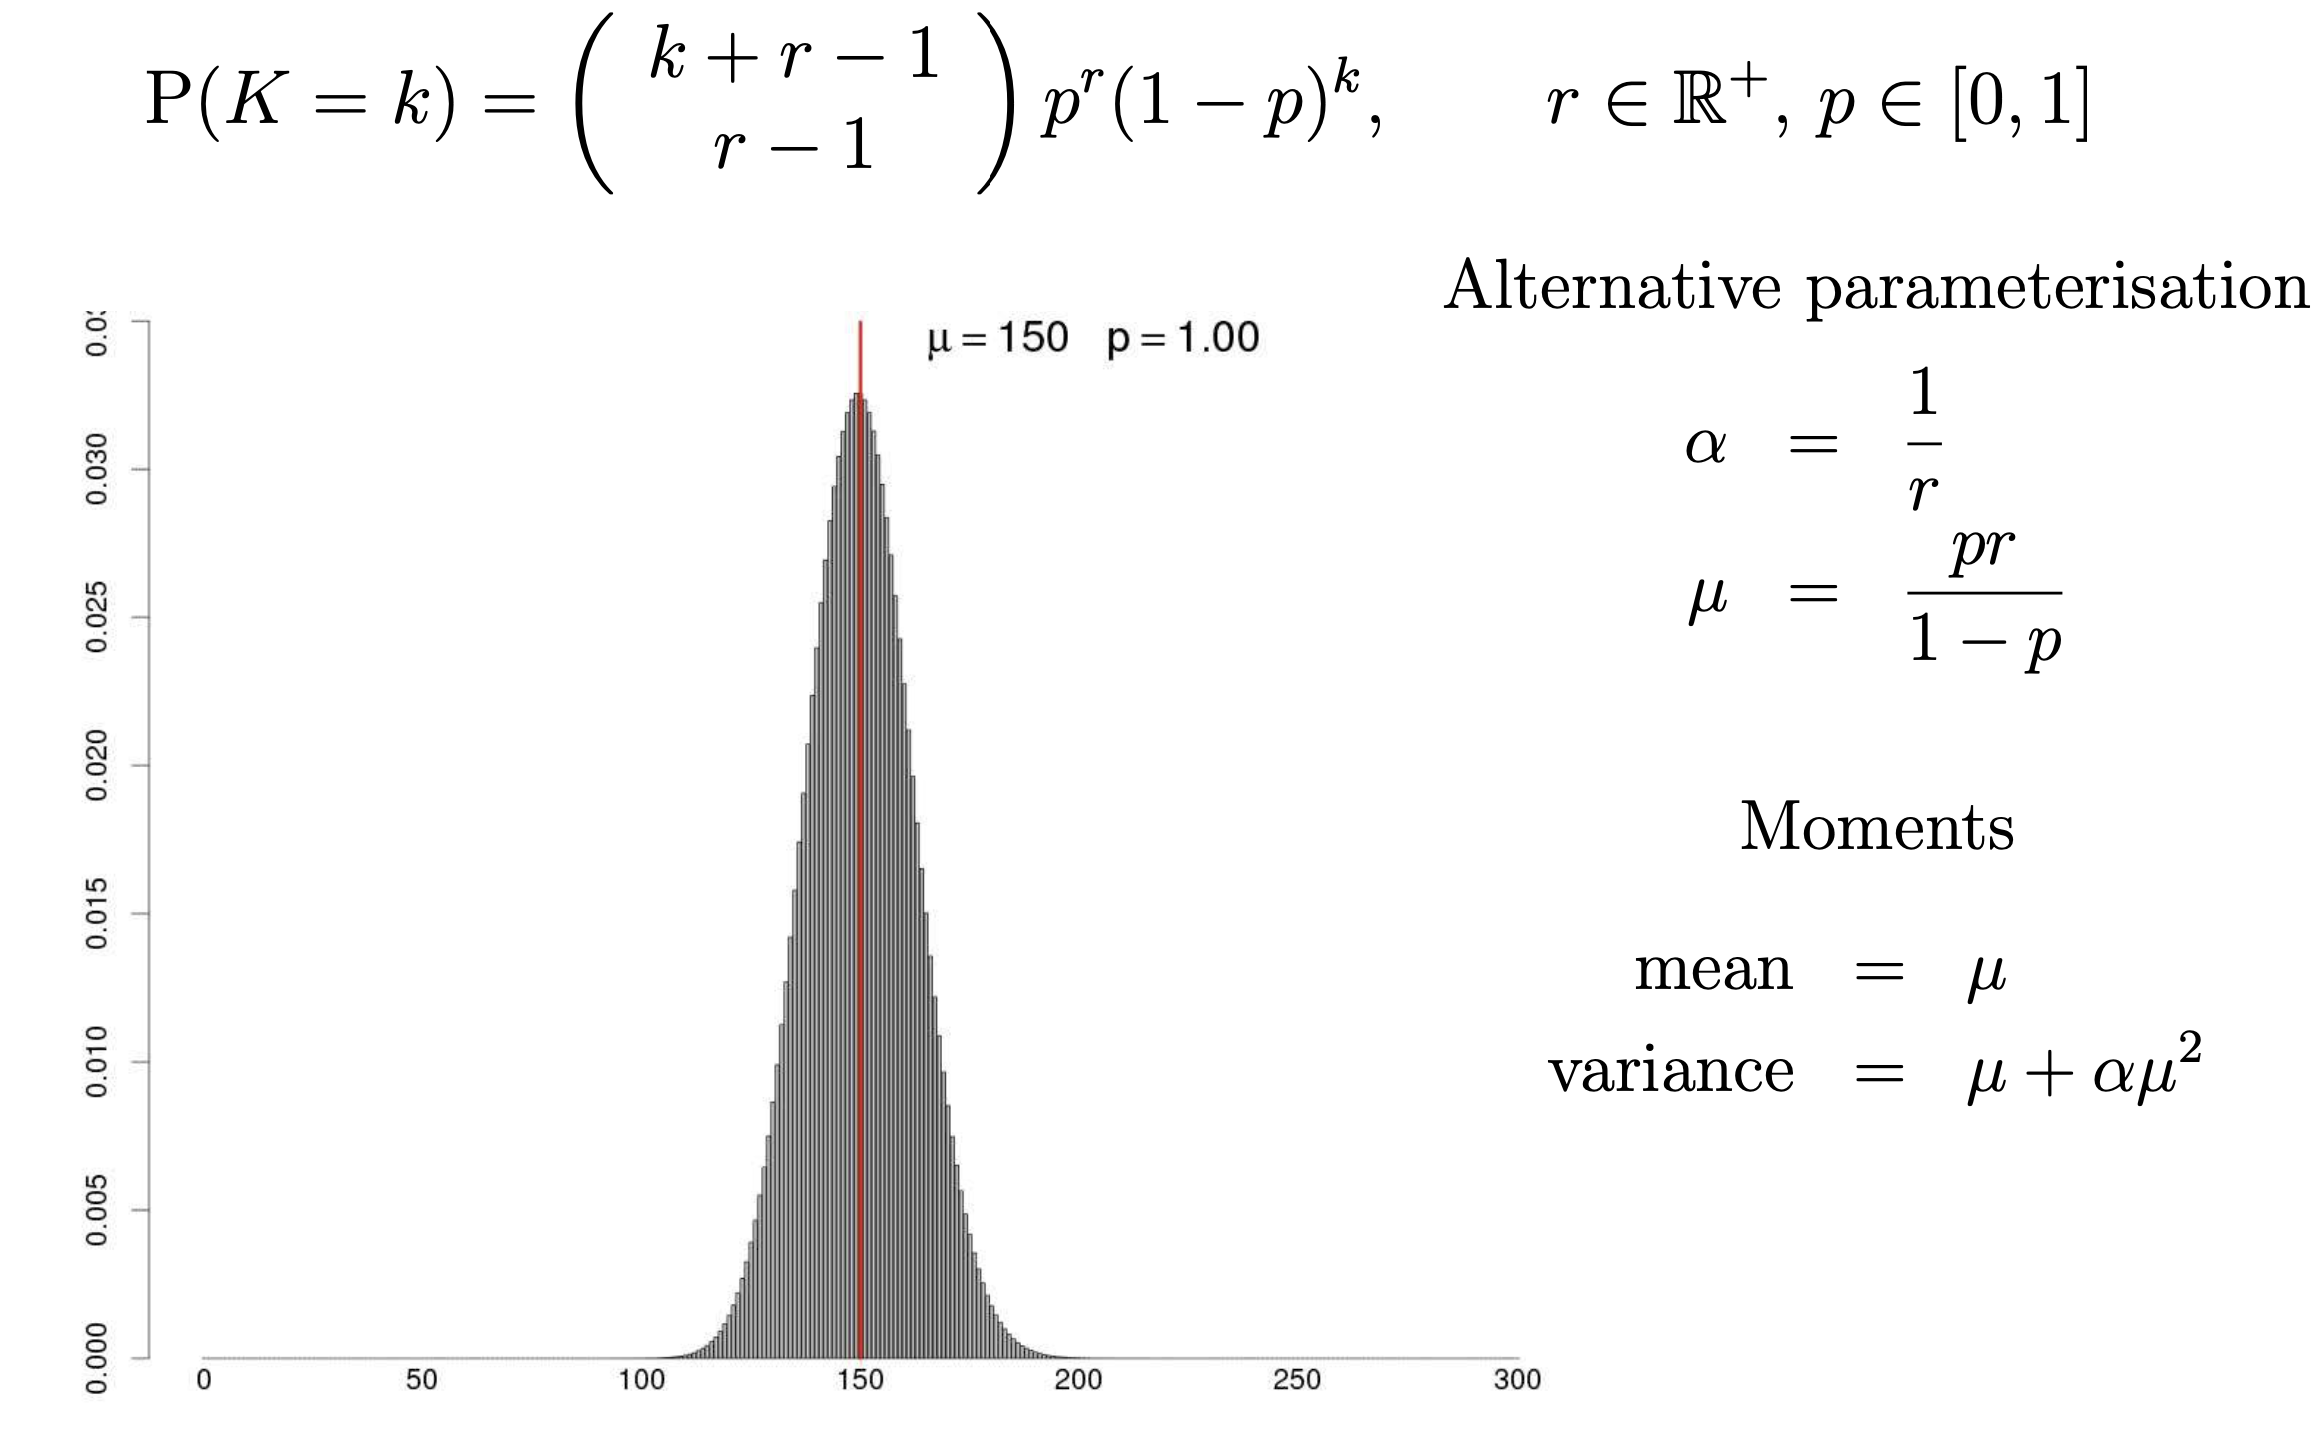 P(K = k) = ( k + r − 1 r − 1 ) p^r (1 − p)^k, r ∈ ℝ⁺, p ∈ [0, 1]
Alternative parameterisation
μ = 150 p = 1.00
α = 1/r
μ = pr/(1 − p)
Moments
mean = μ
variance = μ + αμ²
0.030
0.025
0.020
0.015
0.010
0.005
0.000
0 50 100 150 200 250 300